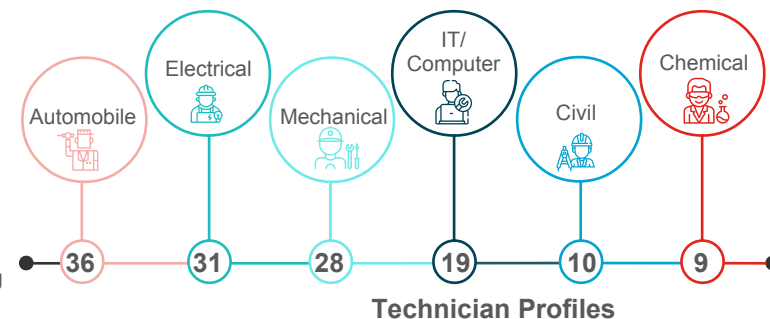 Automobile
Electrical
Mechanical
IT/
Computer
Civil
Chemical
36
31
28
19
10
9
Technician Profiles